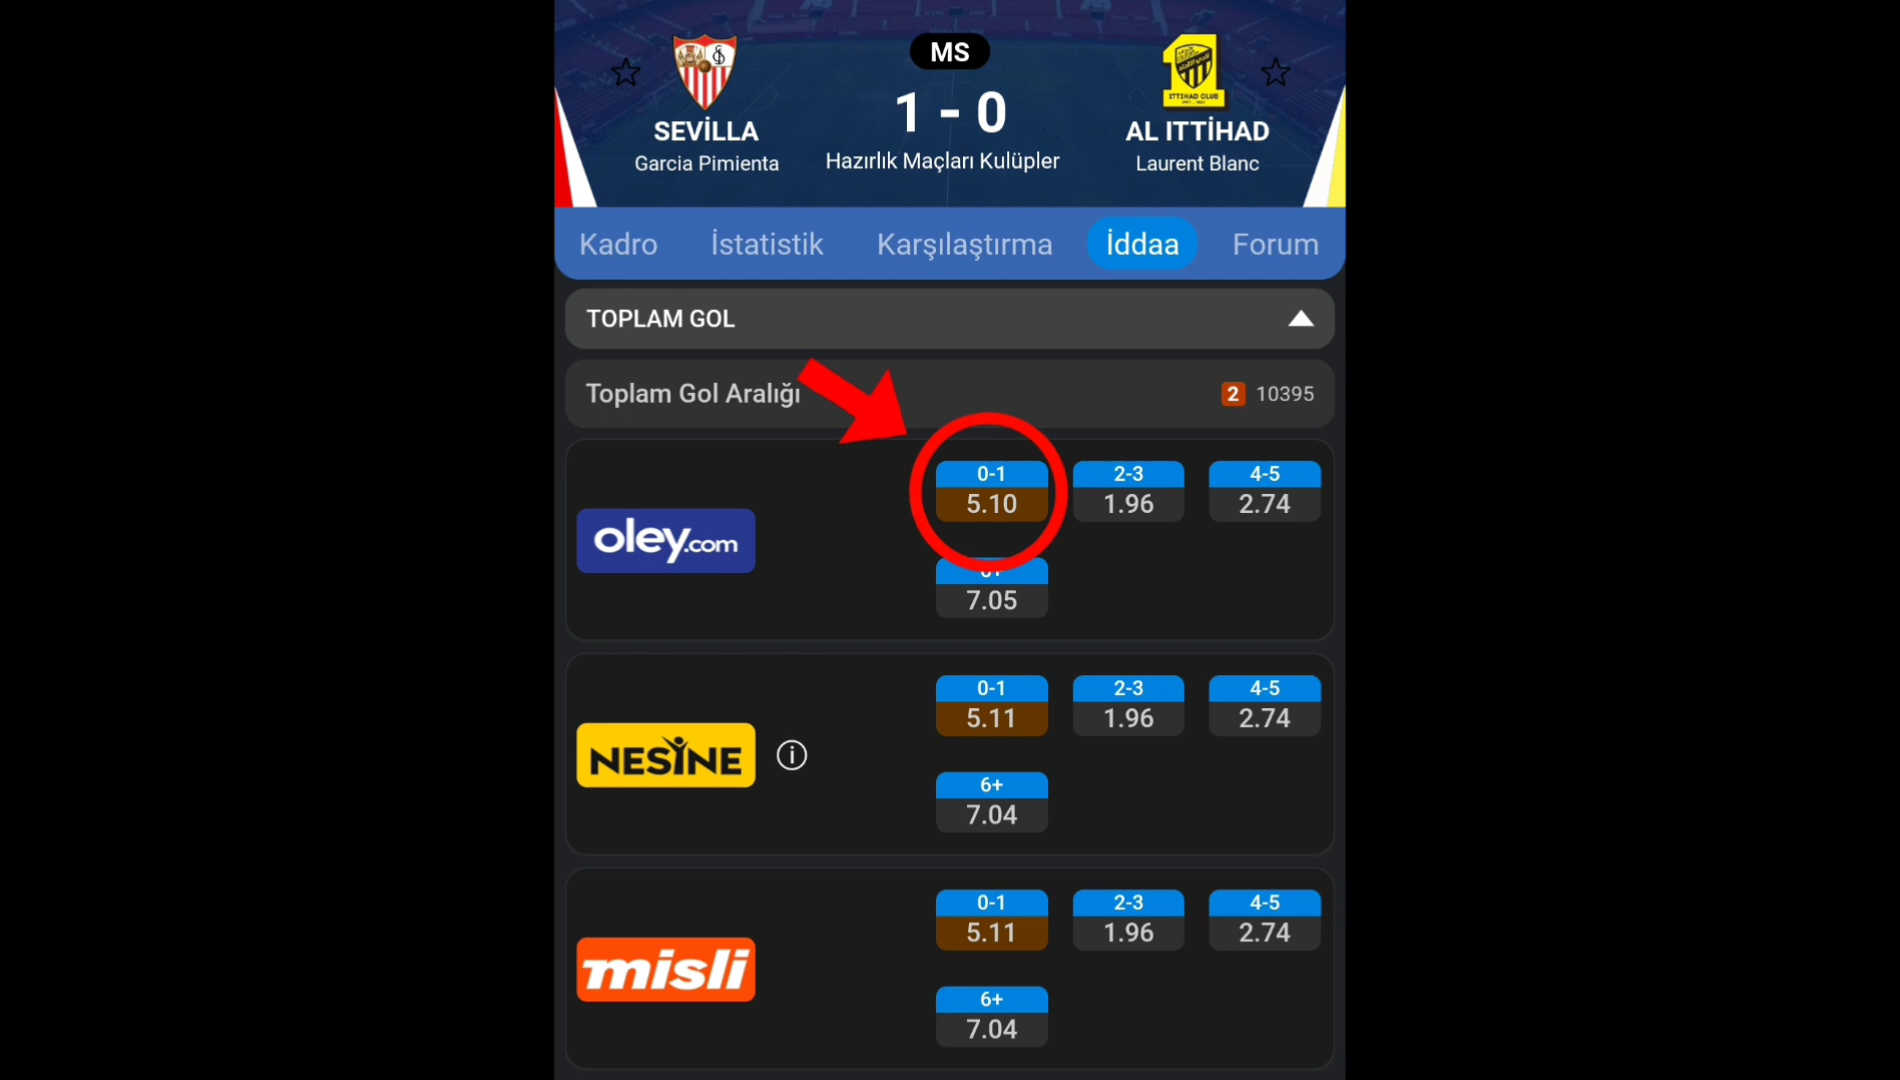 MS
1 - 0
SEVİLLA
Garcia Pimienta
Hazırlık Maçları Kulüpler
ITTIHAD CLUB
AL ITTİHAD
Laurent Blanc
Kadro İstatistik Karşılaştırma İddaa Forum
TOPLAM GOL
Toplam Gol Aralığı 2 10395
oley.com
0-1 2-3 4-5
5.10 1.96 2.74
7.05
NESİNE
0-1 2-3 4-5
5.11 1.96 2.74
6+
7.04
misli
0-1 2-3 4-5
5.11 1.96 2.74
6+
7.04